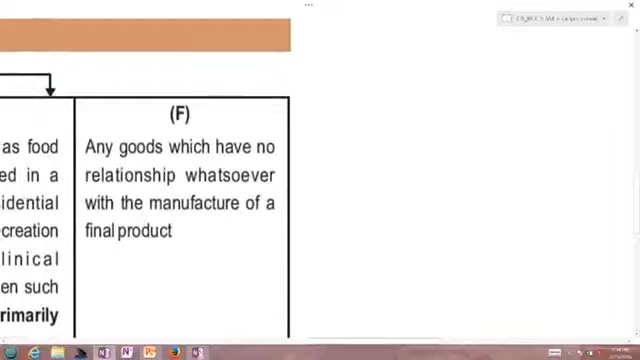 (F)
as food
ed in a
sidential
creation
linical
en such
rimarily
Any goods which have no
relationship whatsoever
with the manufacture of a
final product